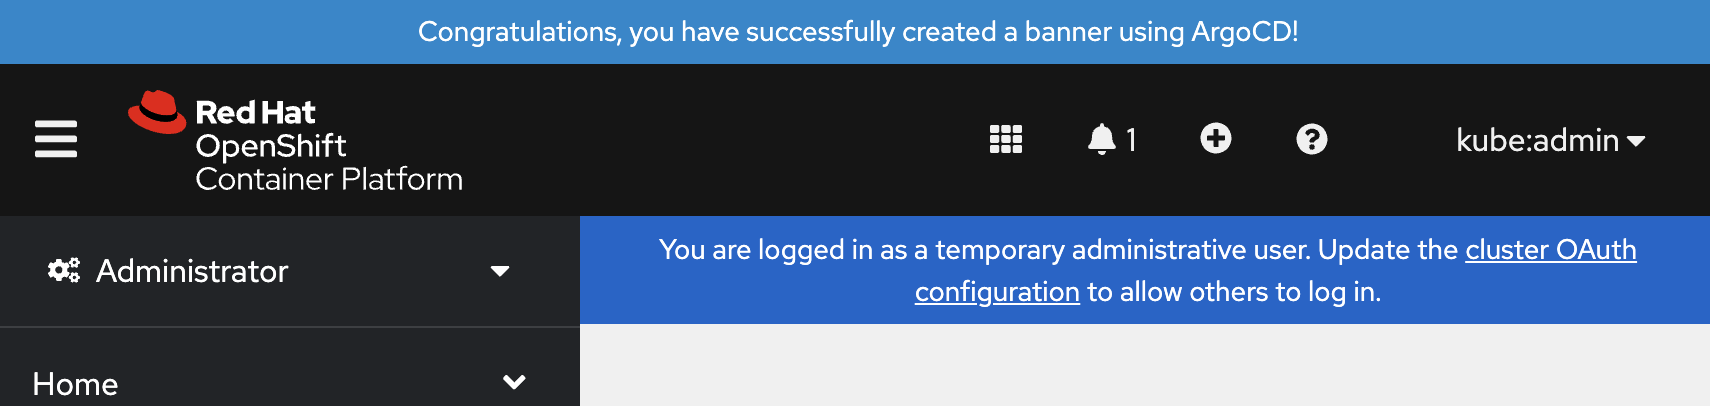 Congratulations, you have successfully created a banner using ArgoCD!
Red Hat
OpenShift
Container Platform
1
kube:admin
Administrator
You are logged in as a temporary administrative user. Update the cluster OAuth
configuration to allow others to log in.
Home